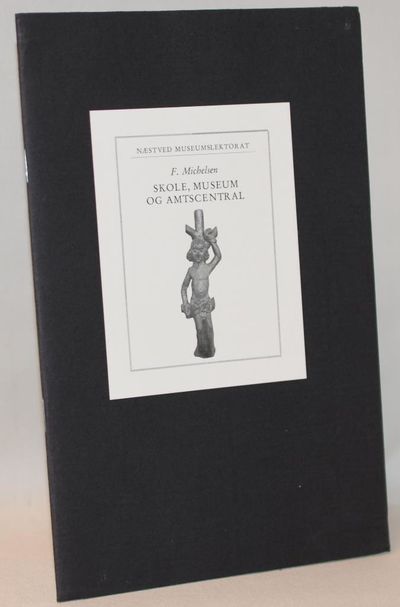 NÆSTVED MUSEUMSLEKTORAT
F. Michelsen
SKOLE, MUSEUM
OG AMTSCENTRAL